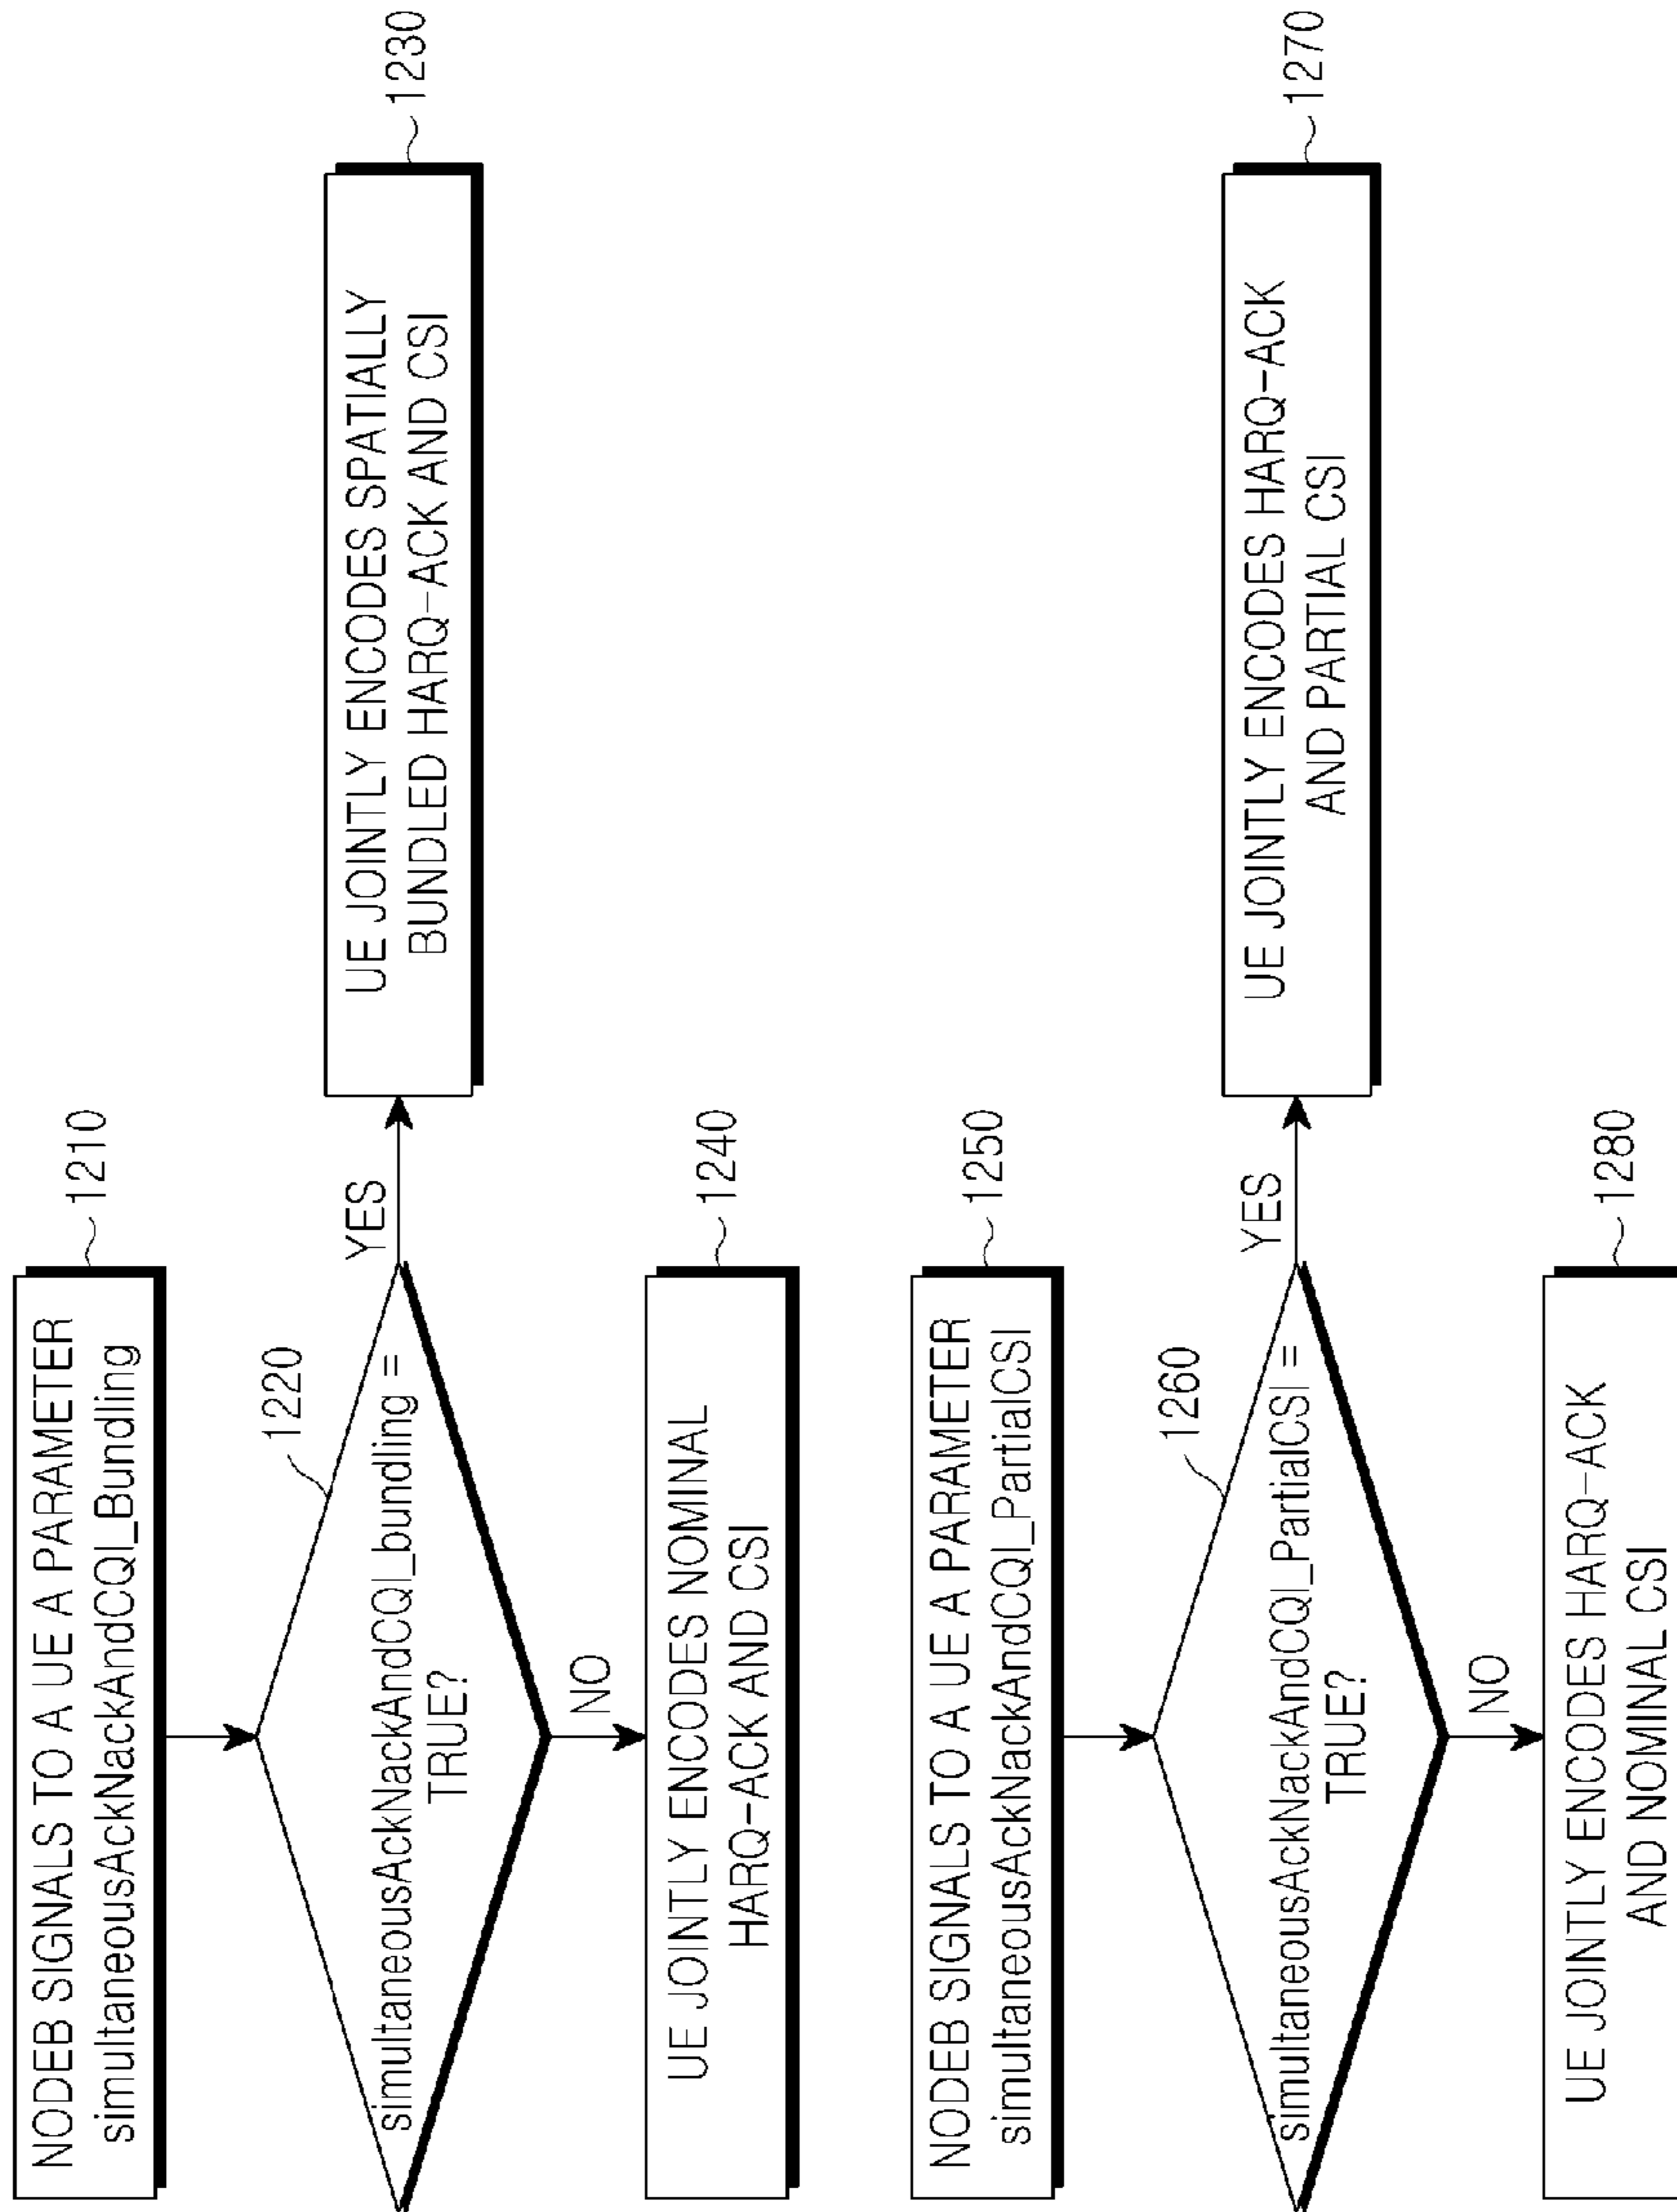 NODEB SIGNALS TO A UE A PARAMETER
simultaneousAckNackAndCQI_Bundling
1210
1220
simultaneousAckNackAndCQI_bundling =
TRUE?
YES
UE JOINTLY ENCODES SPATIALLY
BUNDLED HARQ-ACK AND CSI
1230
NO
UE JOINTLY ENCODES NOMINAL
HARQ-ACK AND CSI
1240
NODEB SIGNALS TO A UE A PARAMETER
simultaneousAckNackAndCQI_PartialCSI
1250
1260
simultaneousAckNackAndCQI_PartialCSI =
TRUE?
YES
UE JOINTLY ENCODES HARQ-ACK
AND PARTIAL CSI
1270
NO
UE JOINTLY ENCODES HARQ-ACK
AND NOMINAL CSI
1280